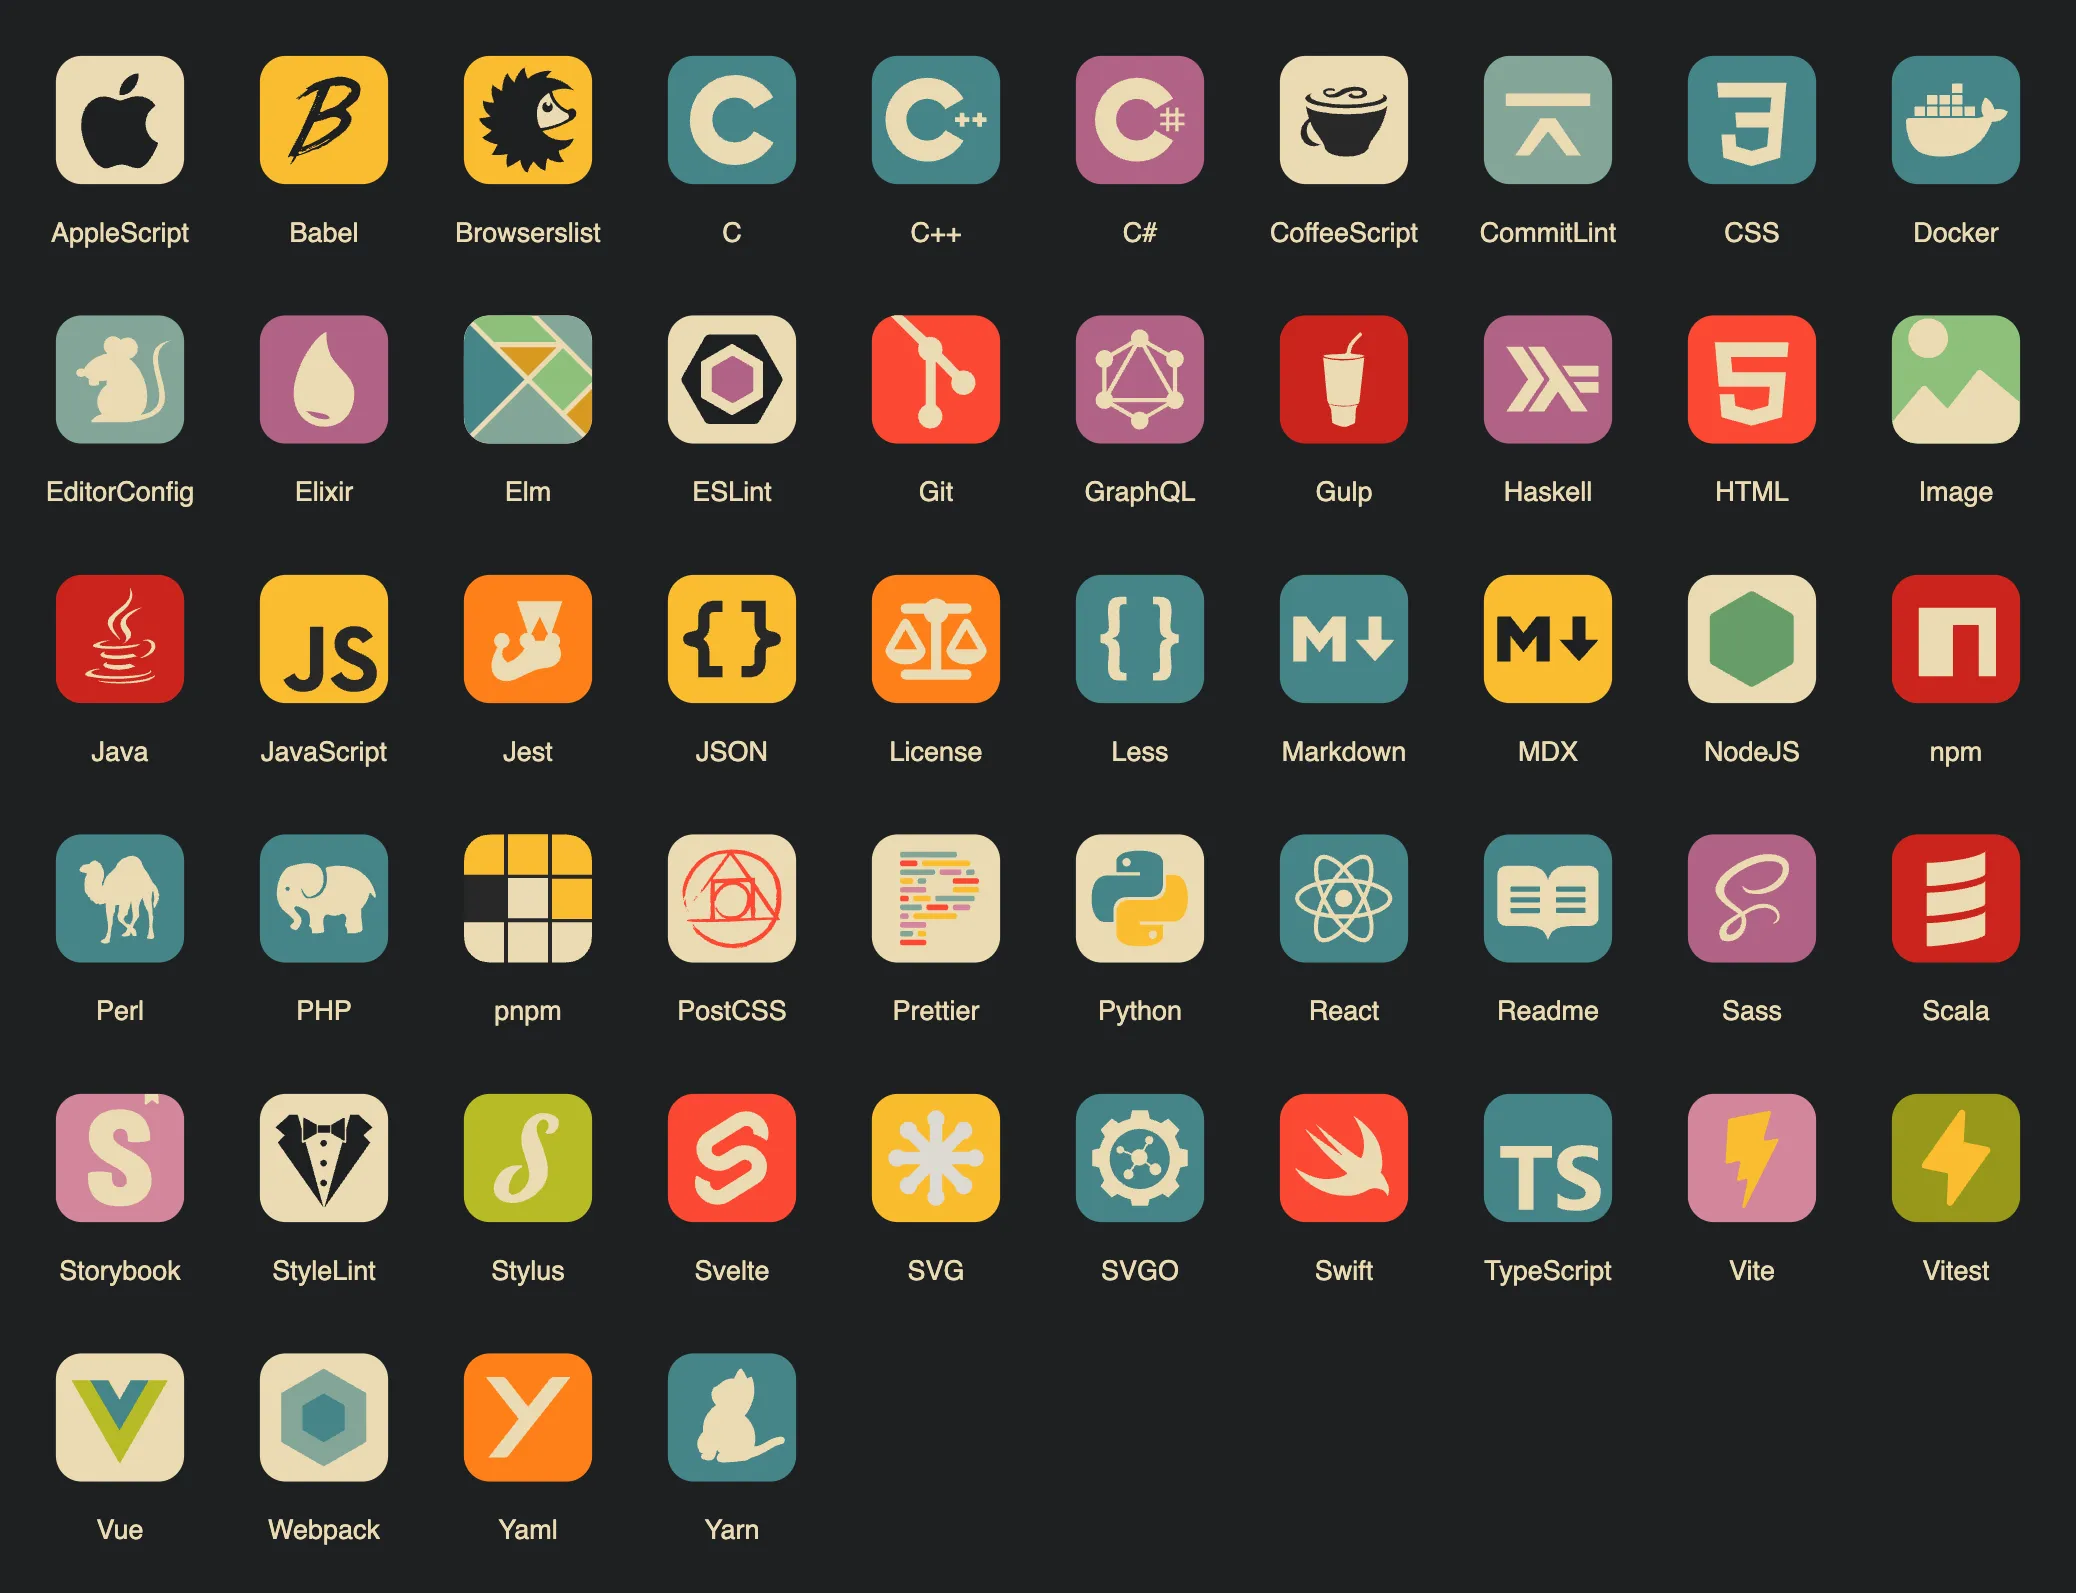 AppleScript Babel Browserslist C C++ C# CoffeeScript CommitLint CSS Docker
EditorConfig Elixir Elm ESLint Git GraphQL Gulp Haskell HTML Image
JS { } { } M M
Java JavaScript Jest JSON License Less Markdown MDX NodeJS npm
Perl PHP pnpm PostCSS Prettier Python React Readme Sass Scala
S S TS
Storybook StyleLint Stylus Svelte SVG SVGO Swift TypeScript Vite Vitest
Y
Vue Webpack Yaml Yarn